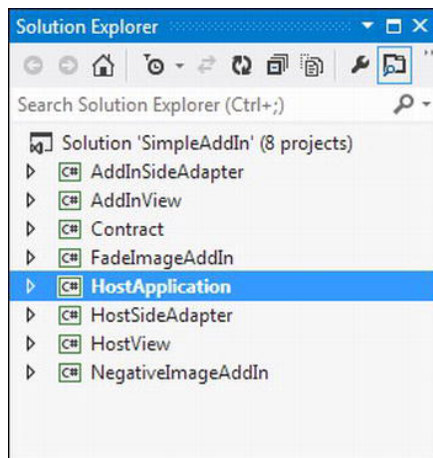 Solution Explorer
Search Solution Explorer (Ctrl+;)
Solution 'SimpleAddIn' (8 projects)
C# AddInSideAdapter
C# AddInView
C# Contract
C# FadeImageAddIn
C# HostApplication
C# HostSideAdapter
C# HostView
C# NegativeImageAddIn